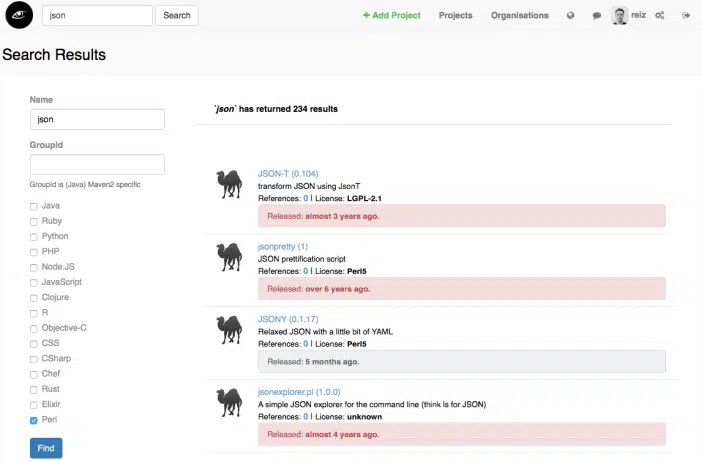 json
Search
+ Add Project
Projects
Organisations
reiz
Search Results
Name
json
GroupId
GroupId is (Java) Maven2 specific
Java
Ruby
Python
PHP
Node.JS
JavaScript
Clojure
R
Objective-C
CSS
CSharp
Chef
Rust
Elixir
Perl
Find
`json` has returned 234 results
JSON-T (0.104)
transform JSON using JsonT
References: 0 | License: LGPL-2.1
Released: almost 3 years ago.
jsonpretty (1)
JSON prettification script
References: 0 | License: Perl5
Released: over 6 years ago.
JSONY (0.1.17)
Relaxed JSON with a little bit of YAML
References: 0 | License: Perl5
Released: 5 months ago.
jsonexplorer.pl (1.0.0)
A simple JSON explorer for the command line (think ls for JSON)
References: 0 | License: unknown
Released: almost 4 years ago.